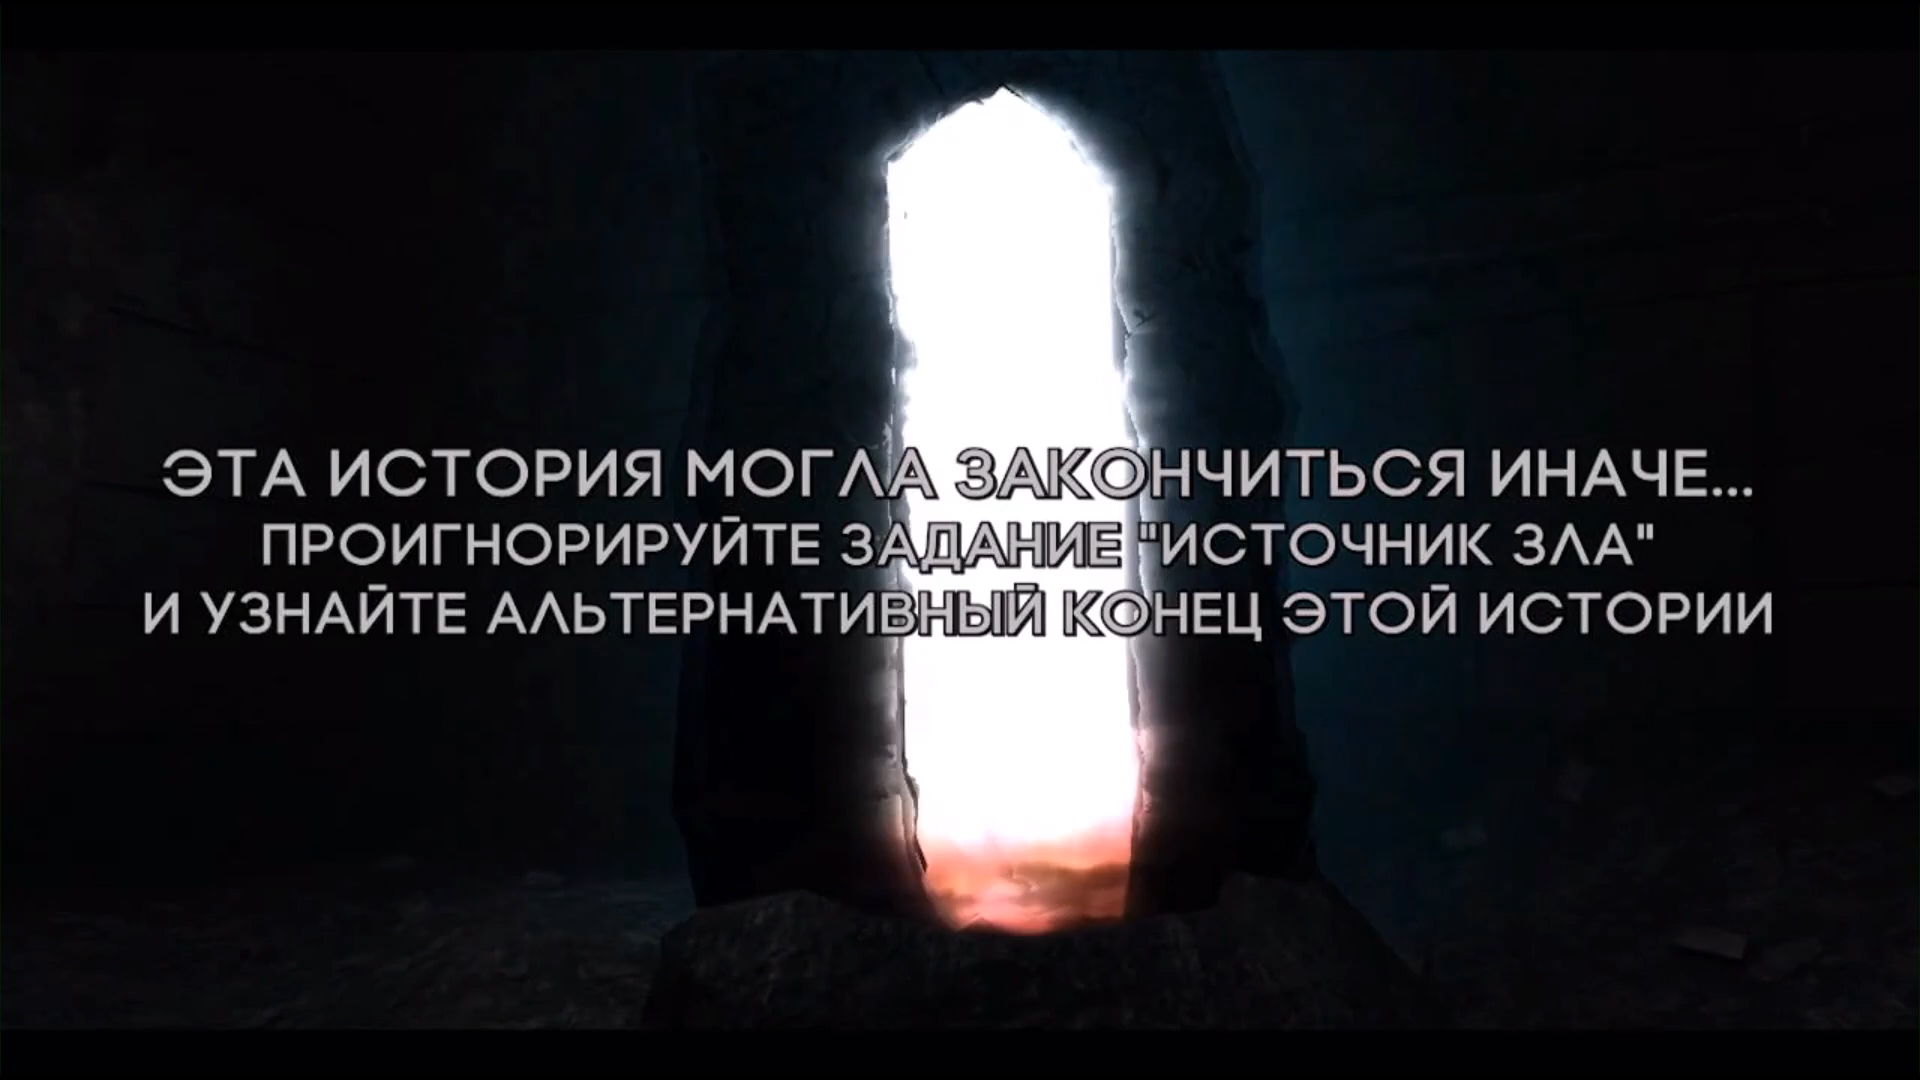 ЭТА ИСТОРИЯ МОГЛА ЗАКОНЧИТЬСЯ ИНАЧЕ...
ПРОИГНОРИРУЙТЕ ЗАДАНИЕ "ИСТОЧНИК ЗЛА"
И УЗНАЙТЕ АЛЬТЕРНАТИВНЫЙ КОНЕЦ ЭТОЙ ИСТОРИИ